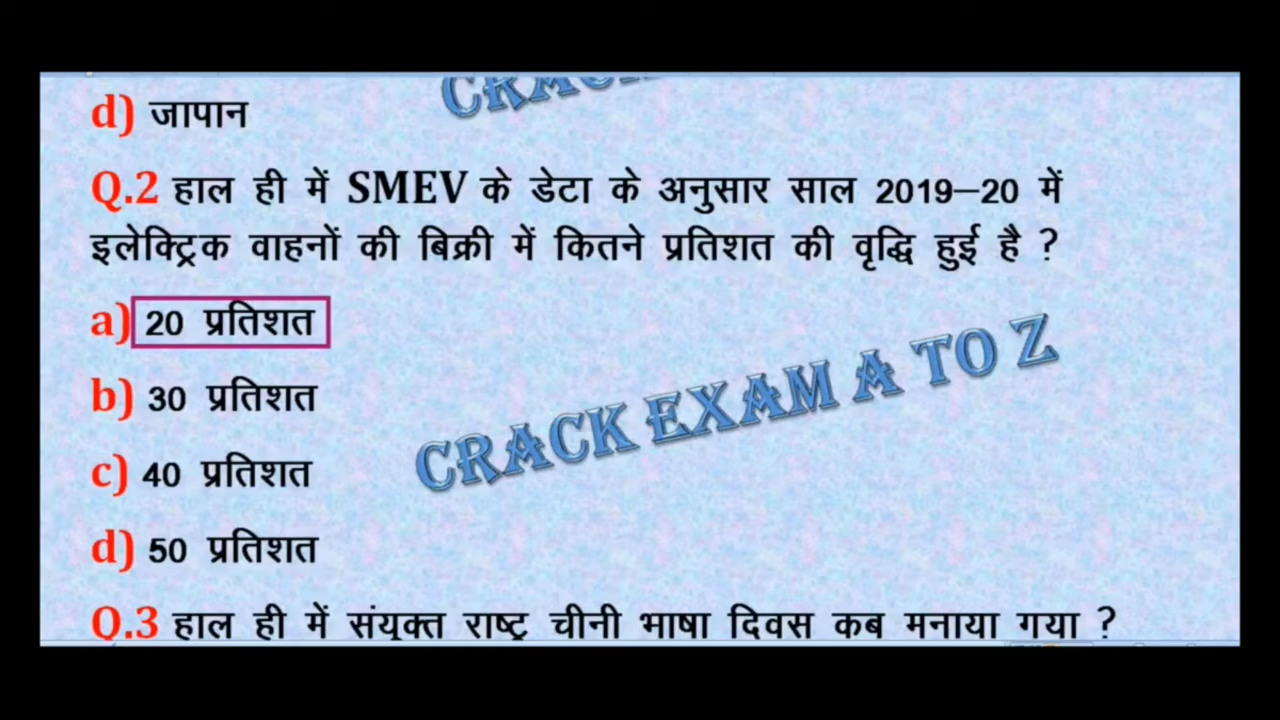 CRACK
d) जापान
Q.2 हाल ही में SMEV के डेटा के अनुसार साल 2019–20 में
इलेक्ट्रिक वाहनों की बिक्री में कितने प्रतिशत की वृद्धि हुई है ?
a) 20 प्रतिशत
b) 30 प्रतिशत
CRACK EXAM A TO Z
c) 40 प्रतिशत
d) 50 प्रतिशत
Q.3 हाल ही में संयुक्त राष्ट्र चीनी भाषा दिवस कब मनाया गया ?